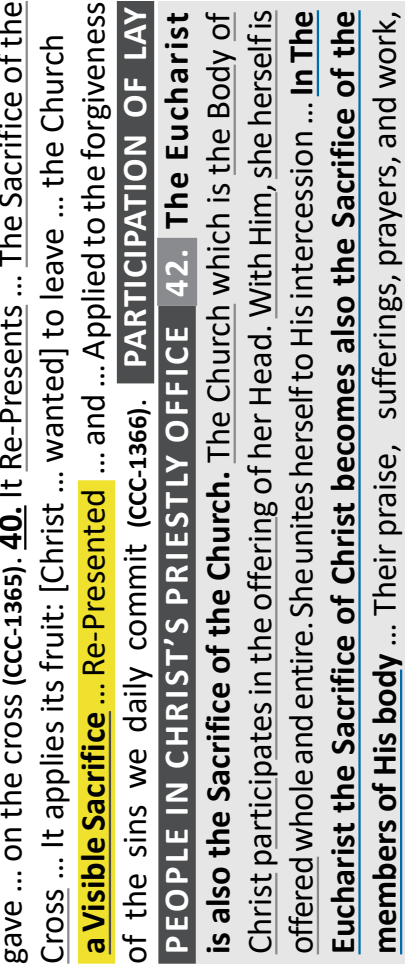 gave ... on the cross (CCC-1365). 40. It Re-Presents ... The Sacrifice of the
Cross ... It applies its fruit: [Christ ... wanted] to leave ... the Church
a Visible Sacrifice ... Re-Presented ... and ... Applied to the forgiveness
of the sins we daily commit (CCC-1366). PARTICIPATION OF LAY
PEOPLE IN CHRIST’S PRIESTLY OFFICE 42. The Eucharist
is also the Sacrifice of the Church. The Church which is the Body of
Christ participates in the offering of her Head. With Him, she herself is
offered whole and entire. She unites herself to His intercession ... In The
Eucharist the Sacrifice of Christ becomes also the Sacrifice of the
members of His body ... Their praise, sufferings, prayers, and work,